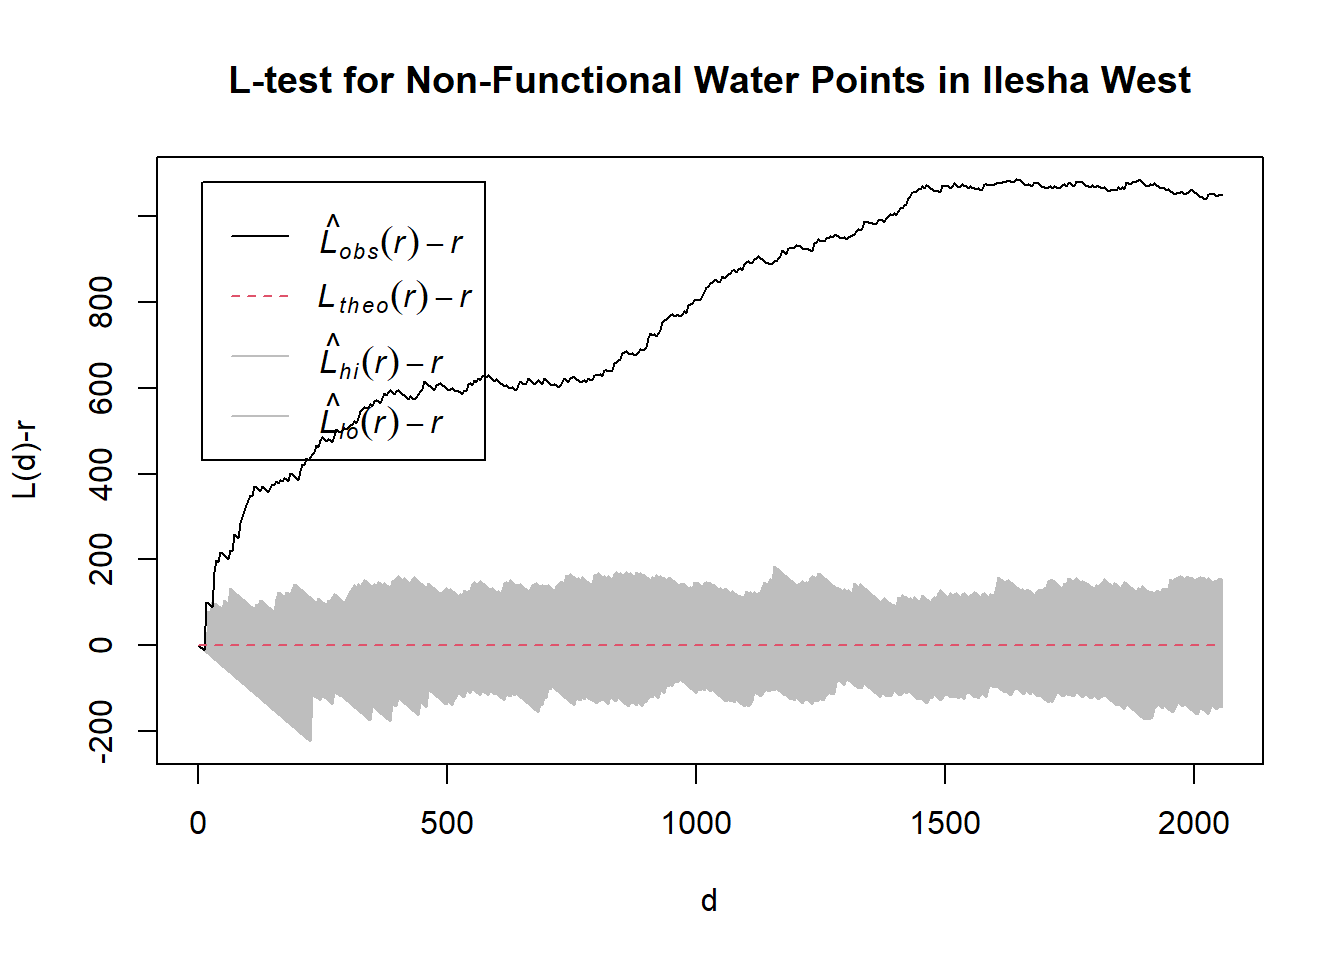 L-test for Non-Functional Water Points in Ilesha West
L̂obs(r) – r
Ltheo(r) – r
L̂hi(r) – r
L̂lo(r) – r
L(d)-r
800
600
400
200
0
-200
0 500 1000 1500 2000
d